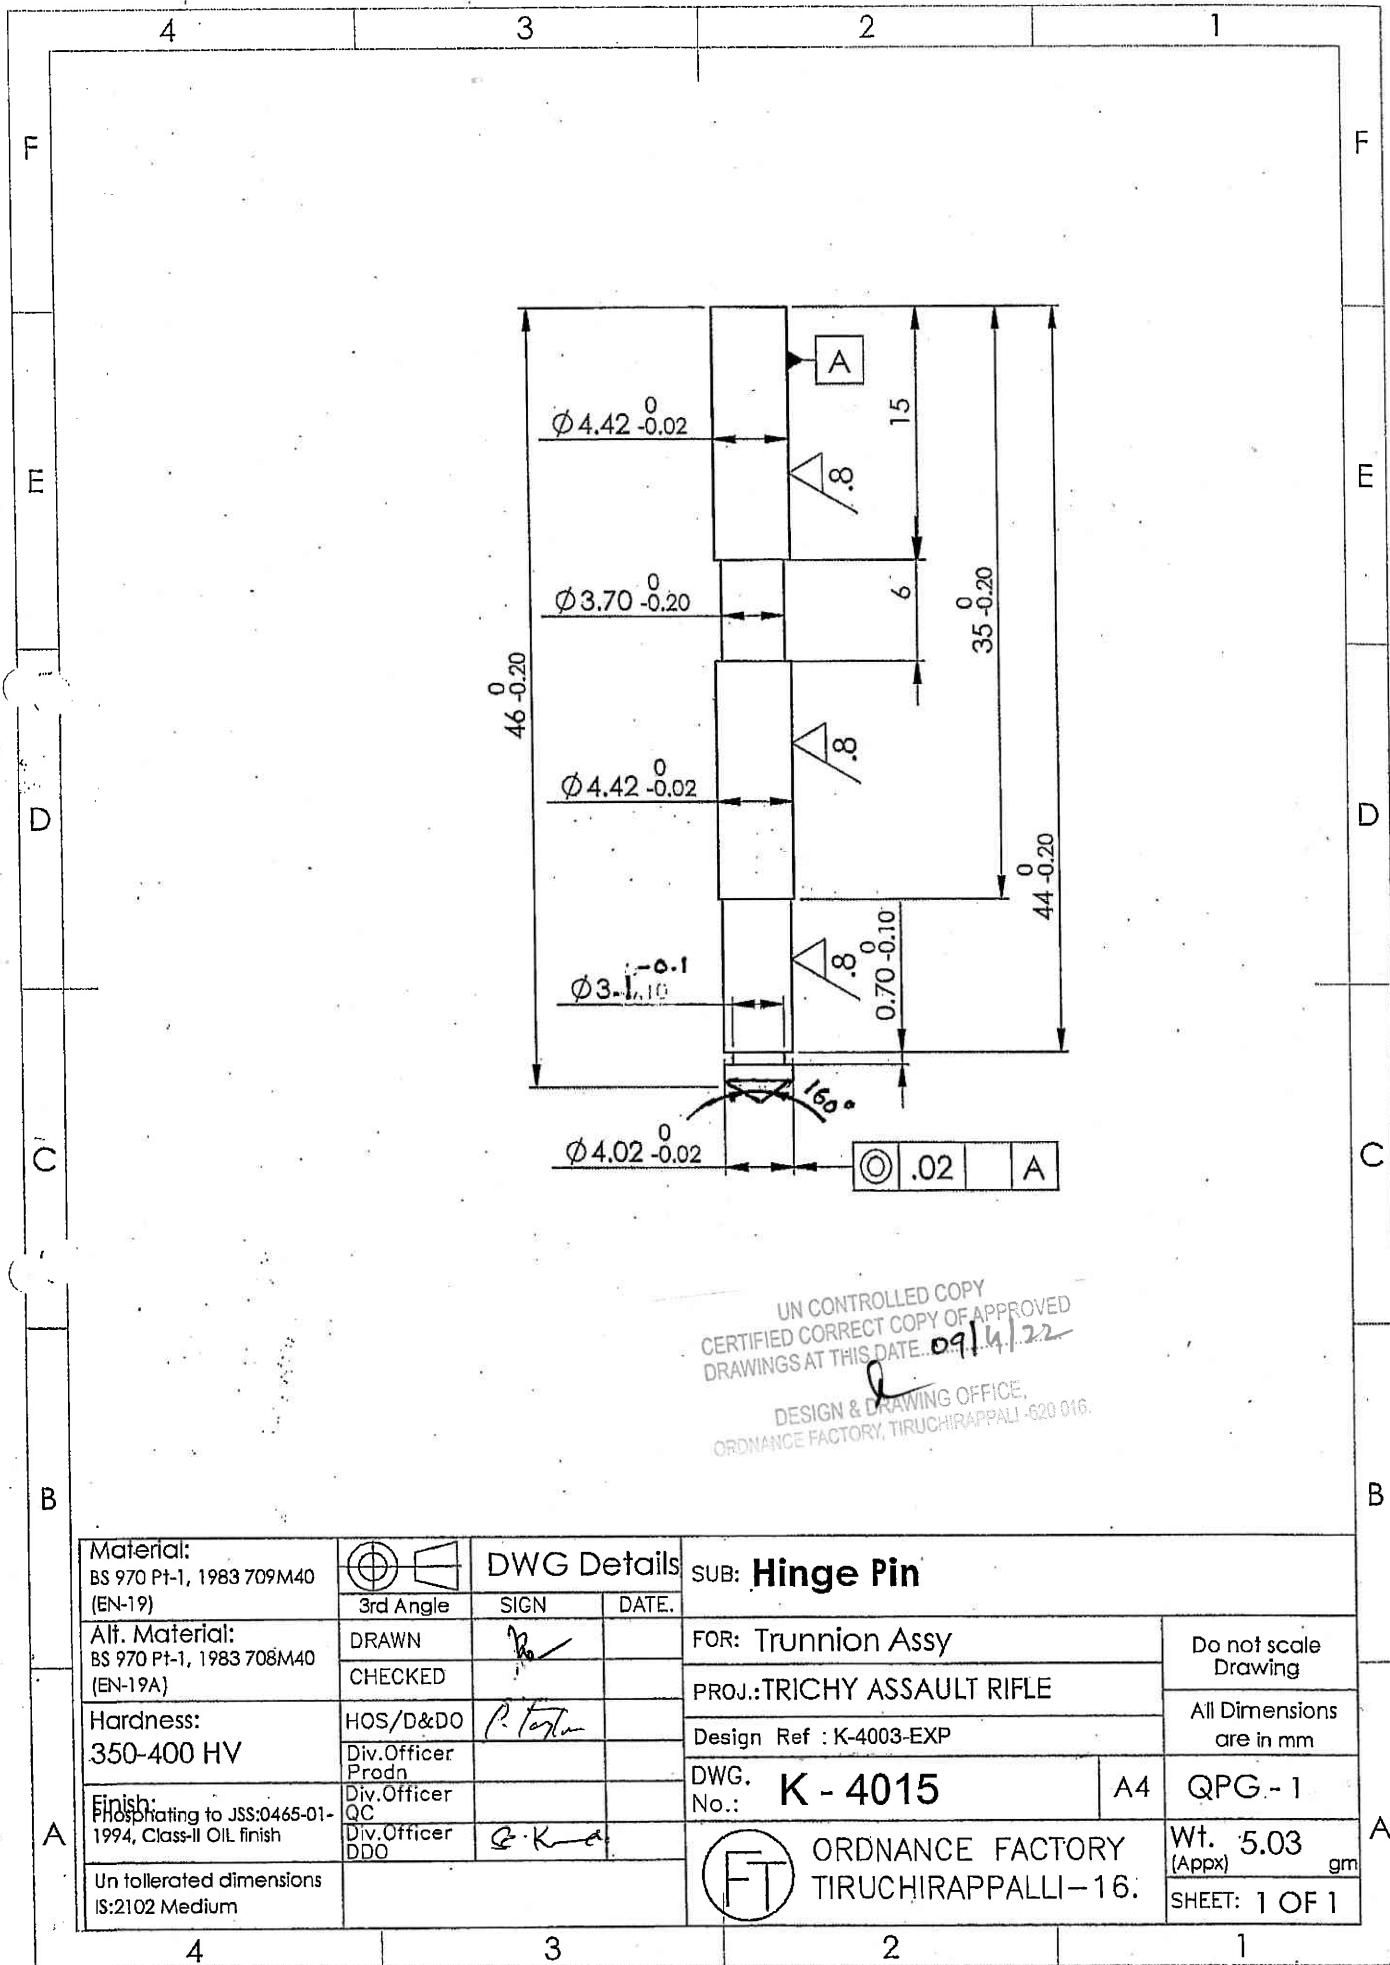 4 3 2 1
F F
A
Ø4.42 0 -0.02
15
.8
E E
Ø3.70 0 -0.20
6
35 0 -0.20
46 0 -0.20
.8
Ø4.42 0 -0.02
D D
44 0 -0.20
.8
0.70 0 -0.10
-0.1
Ø3.1
160°
Ø4.02 0 -0.02
.02 A
C C
UN CONTROLLED COPY
CERTIFIED CORRECT COPY OF APPROVED
DRAWINGS AT THIS DATE 09/4/22
DESIGN & DRAWING OFFICE,
ORDNANCE FACTORY, TIRUCHIRAPPALLI -620 016.
B B
Material:
BS 970 Pt-1, 1983 709M40
(EN-19)
3rd Angle
DWG Details
SIGN DATE.
SUB: Hinge Pin
Alt. Material:
BS 970 Pt-1, 1983 708M40
(EN-19A)
DRAWN
CHECKED
FOR: Trunnion Assy
PROJ.:TRICHY ASSAULT RIFLE
Do not scale
Drawing
Hardness:
350-400 HV
HOS/D&DO
Div.Officer
Prodn
Design Ref : K-4003-EXP
All Dimensions
are in mm
Finish:
Phosphating to JSS:0465-01-
1994, Class-II OIL finish
Div.Officer
QC
Div.Officer
DDO
DWG.
No.: K - 4015
A4
QPG.- 1
A A
Un tollerated dimensions
IS:2102 Medium
FT
ORDNANCE FACTORY
TIRUCHIRAPPALLI-16.
Wt. 5.03 gm
(Appx)
SHEET: 1 OF 1
4 3 2 1